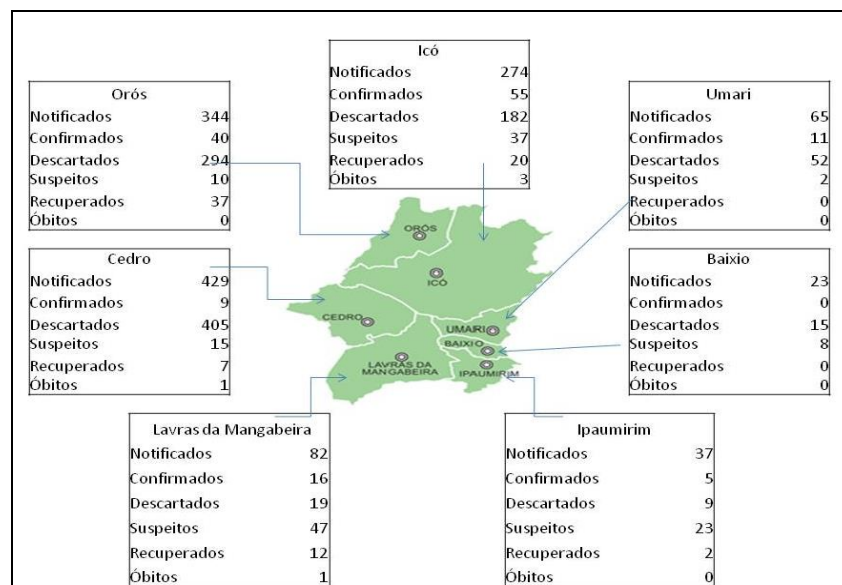 Icó
Notificados 274
Confirmados 55
Descartados 182
Suspeitos 37
Recuperados 20
Óbitos 3
Orós
Notificados 344
Confirmados 40
Descartados 294
Suspeitos 10
Recuperados 37
Óbitos 0
Umari
Notificados 65
Confirmados 11
Descartados 52
Suspeitos 2
Recuperados 0
Óbitos 0
Cedro
Notificados 429
Confirmados 9
Descartados 405
Suspeitos 15
Recuperados 7
Óbitos 1
Baixio
Notificados 23
Confirmados 0
Descartados 15
Suspeitos 8
Recuperados 0
Óbitos 0
ORÓS
ICÓ
CEDRO
UMARI
BAIXIO
LAVRAS DA
MANGABEIRA
IPAUMIRIM
Lavras da Mangabeira
Notificados 82
Confirmados 16
Descartados 19
Suspeitos 47
Recuperados 12
Óbitos 1
Ipaumirim
Notificados 37
Confirmados 5
Descartados 9
Suspeitos 23
Recuperados 2
Óbitos 0